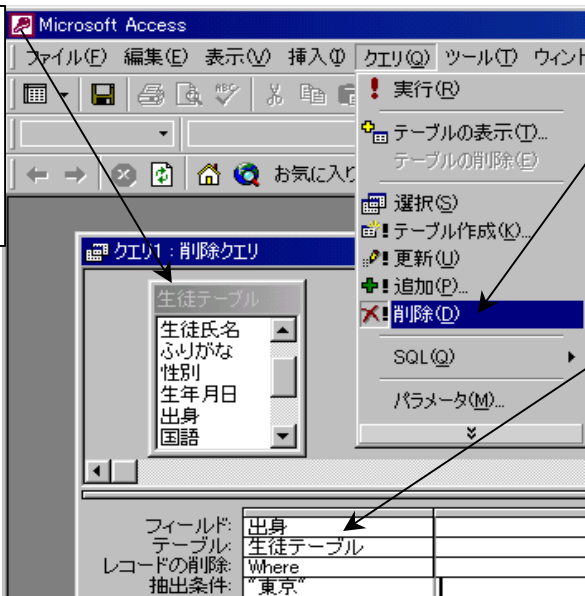 Microsoft Access
ファイル(F) 編集(E) 表示(V) 挿入(I) クエリ(Q) ツール(T) ウィント
実行(R)
テーブルの表示(T)...
テーブルの削除(E)
お気に入り
選択(S)
テーブル作成(K)...
更新(U)
追加(P)...
削除(D)
SQL(Q)
パラメータ(M)...
クエリ1 : 削除クエリ
生徒テーブル
生徒氏名
ふりがな
性別
生年月日
出身
国語
フィールド: 出身
テーブル: 生徒テーブル
レコードの削除: Where
抽出条件: "東京"